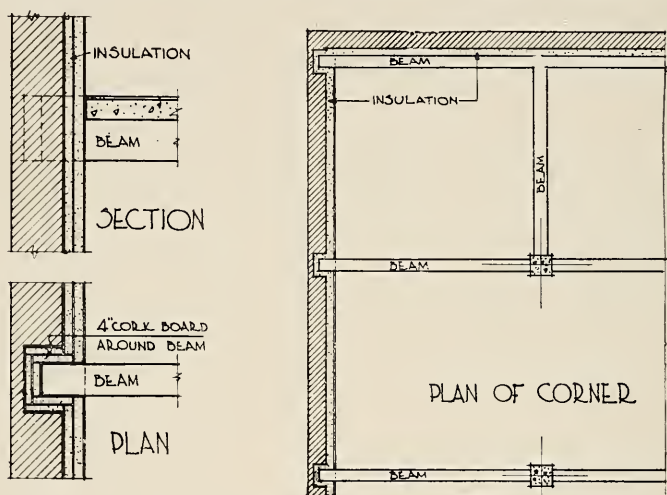 INSULATION
BEAM
SECTION
4" CORK BOARD
AROUND BEAM
BEAM
PLAN
BEAM
INSULATION
BEAM
BEAM
PLAN OF CORNER
BEAM